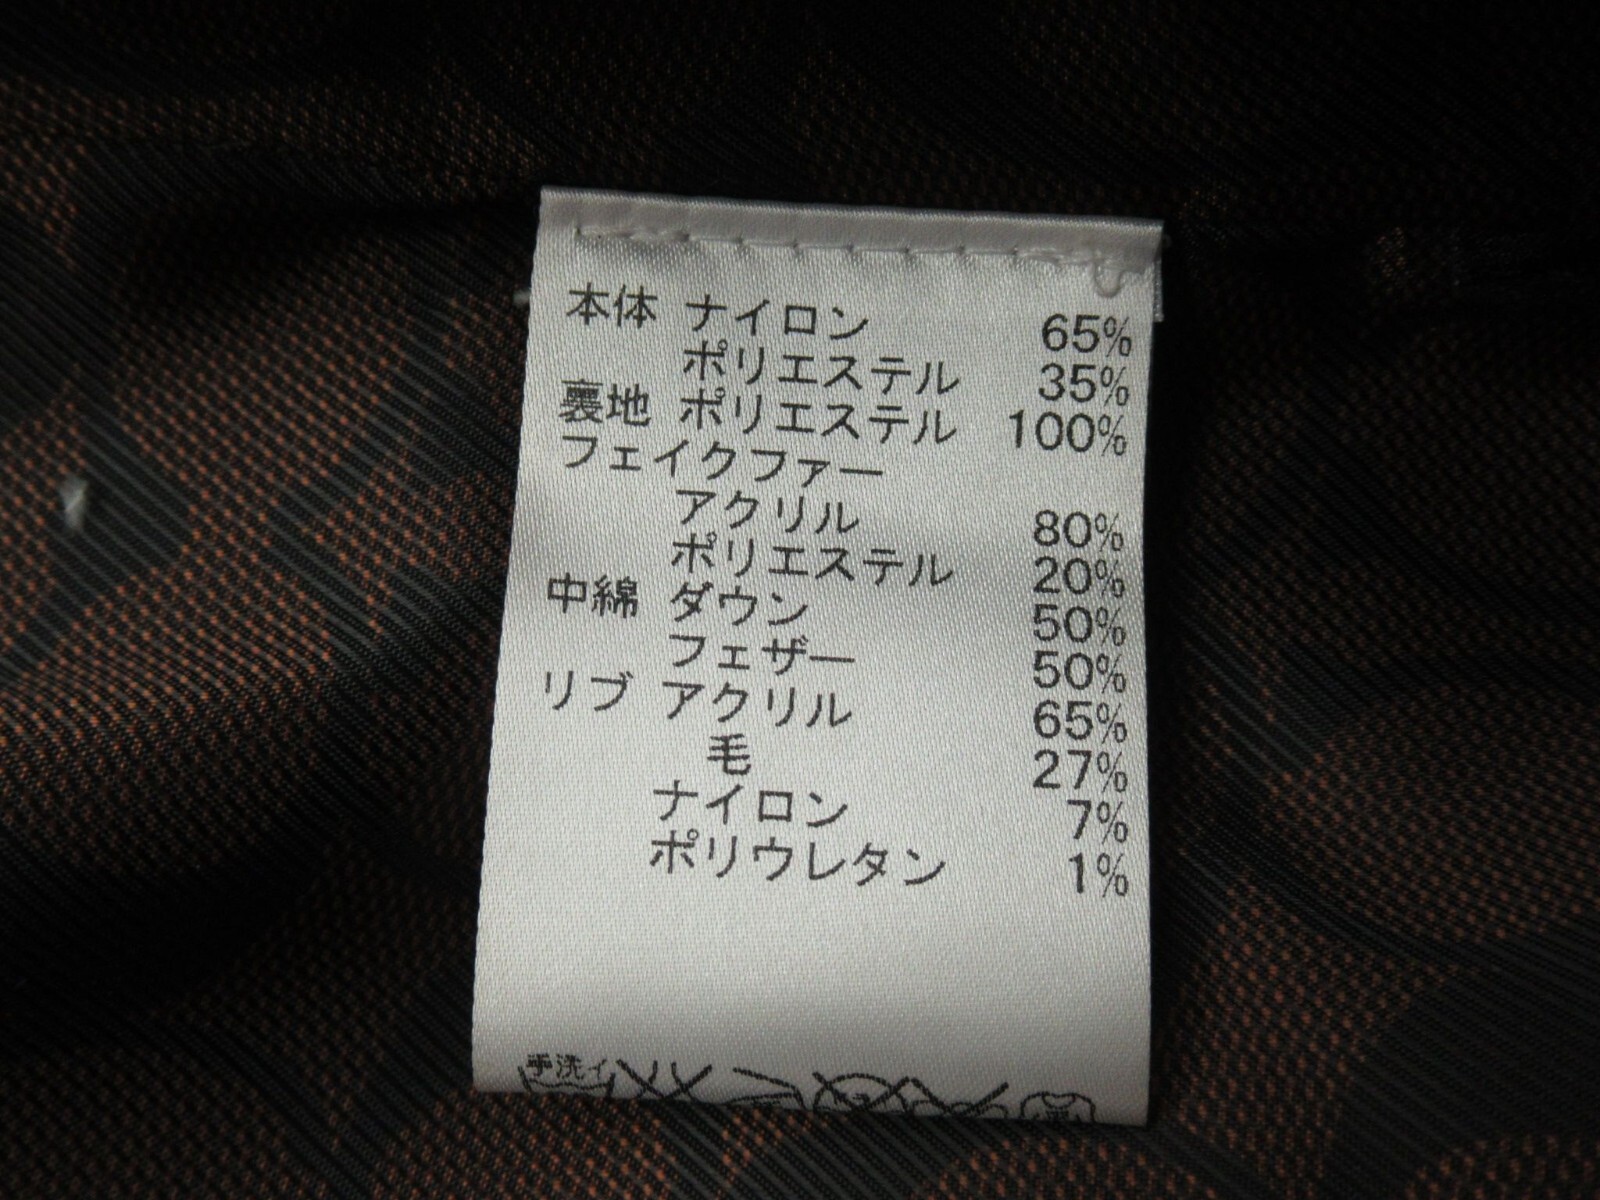 本体 ナイロン 65%
ポリエステル 35%
裏地 ポリエステル 100%
フェイクファー
アクリル 80%
ポリエステル 20%
中綿 ダウン 50%
フェザー 50%
リブ アクリル 65%
毛 27%
ナイロン 7%
ポリウレタン 1%
手洗イ